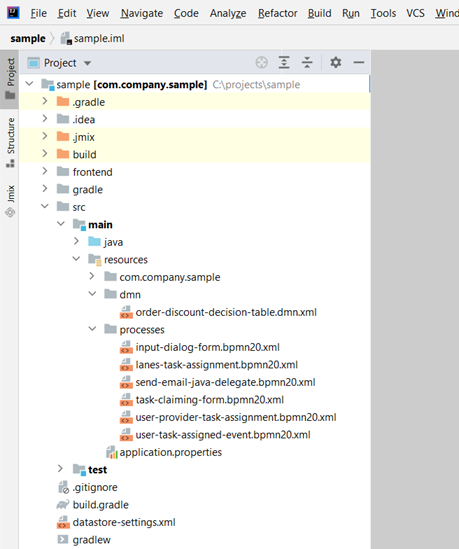 IJ File Edit View Navigate Code Analyze Refactor Build Run Tools VCS
sample sample.iml
Project
Project
sample [com.company.sample] C:\projects\sample
.gradle
.idea
Structure
.jmix
build
frontend
gradle
Jmix
src
main
java
resources
com.company.sample
dmn
order-discount-decision-table.dmn.xml
processes
input-dialog-form.bpmn20.xml
lanes-task-assignment.bpmn20.xml
send-email-java-delegate.bpmn20.xml
task-claiming-form.bpmn20.xml
user-provider-task-assignment.bpmn20.xml
user-task-assigned-event.bpmn20.xml
application.properties
test
.gitignore
build.gradle
datastore-settings.xml
gradlew